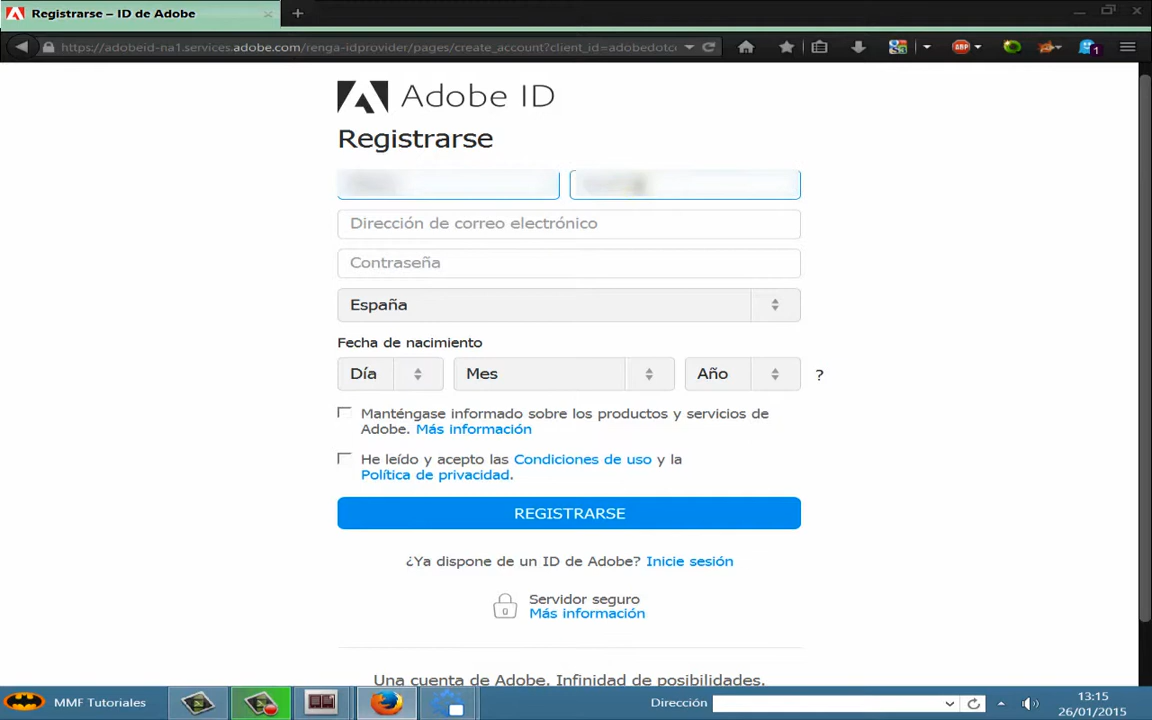 Registrarse – ID de Adobe
https://adobeid-na1.services.adobe.com/renga-idprovider/pages/create_account?client_id=adobedotc
ABP
1
Adobe ID
Registrarse
Dirección de correo electrónico
Contraseña
España
Fecha de nacimiento
Día
Mes
Año
?
Manténgase informado sobre los productos y servicios de
Adobe. Más información
He leído y acepto las Condiciones de uso y la
Política de privacidad.
REGISTRARSE
¿Ya dispone de un ID de Adobe? Inicie sesión
Servidor seguro
Más información
Una cuenta de Adobe. Infinidad de posibilidades.
MMF Tutoriales
Dirección
13:15
26/01/2015